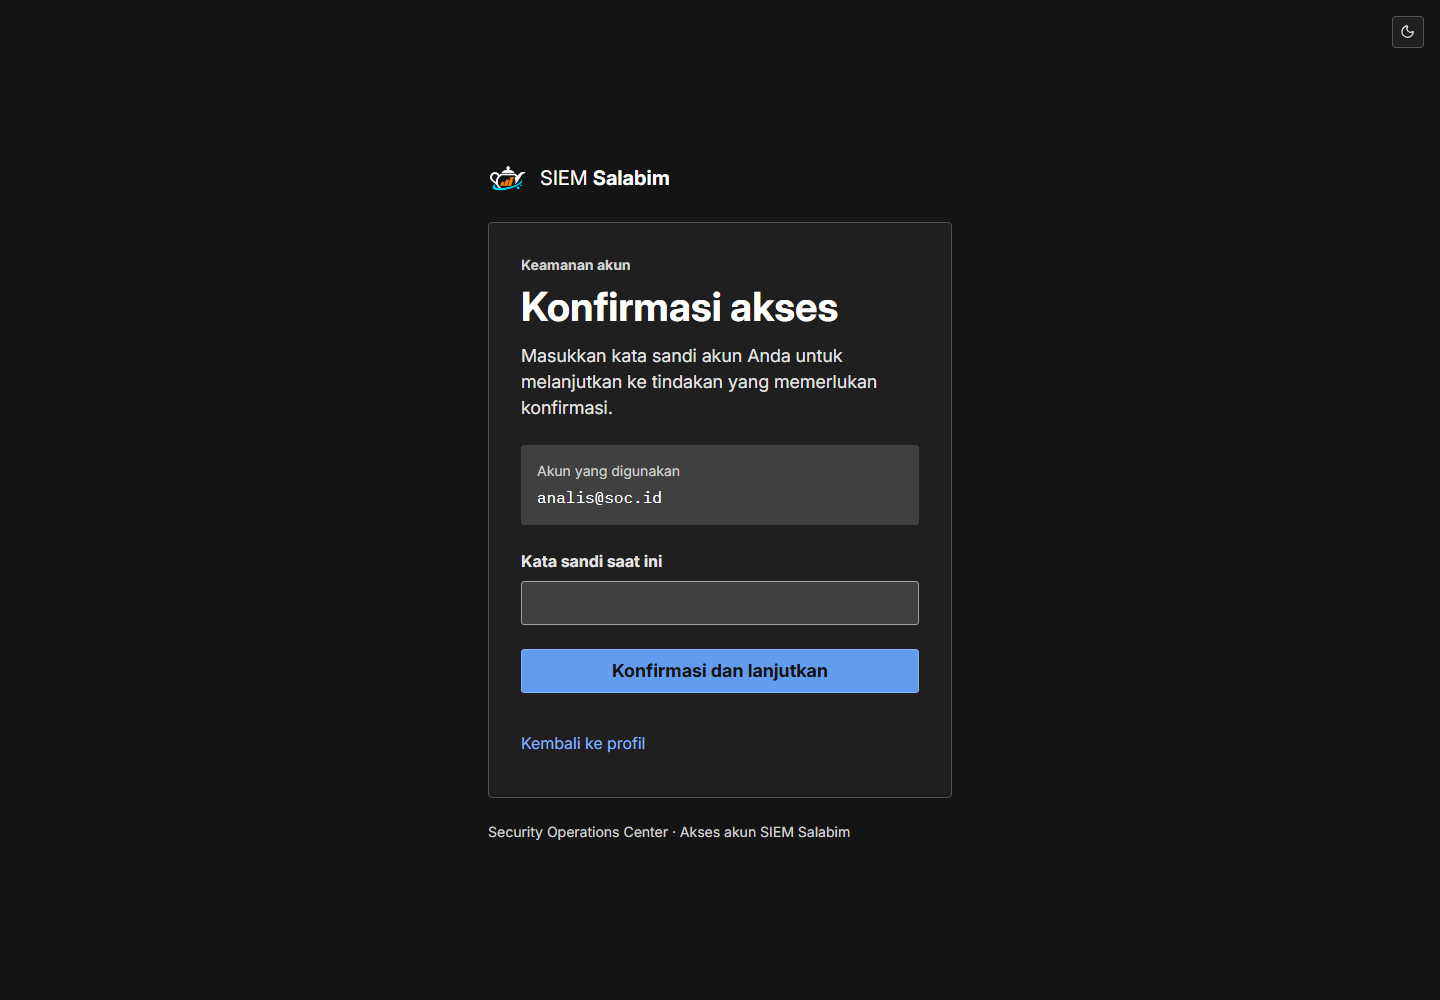 SIEM Salabim
Keamanan akun
Konfirmasi akses
Masukkan kata sandi akun Anda untuk
melanjutkan ke tindakan yang memerlukan
konfirmasi.
Akun yang digunakan
analis@soc.id
Kata sandi saat ini
Konfirmasi dan lanjutkan
Kembali ke profil
Security Operations Center · Akses akun SIEM Salabim